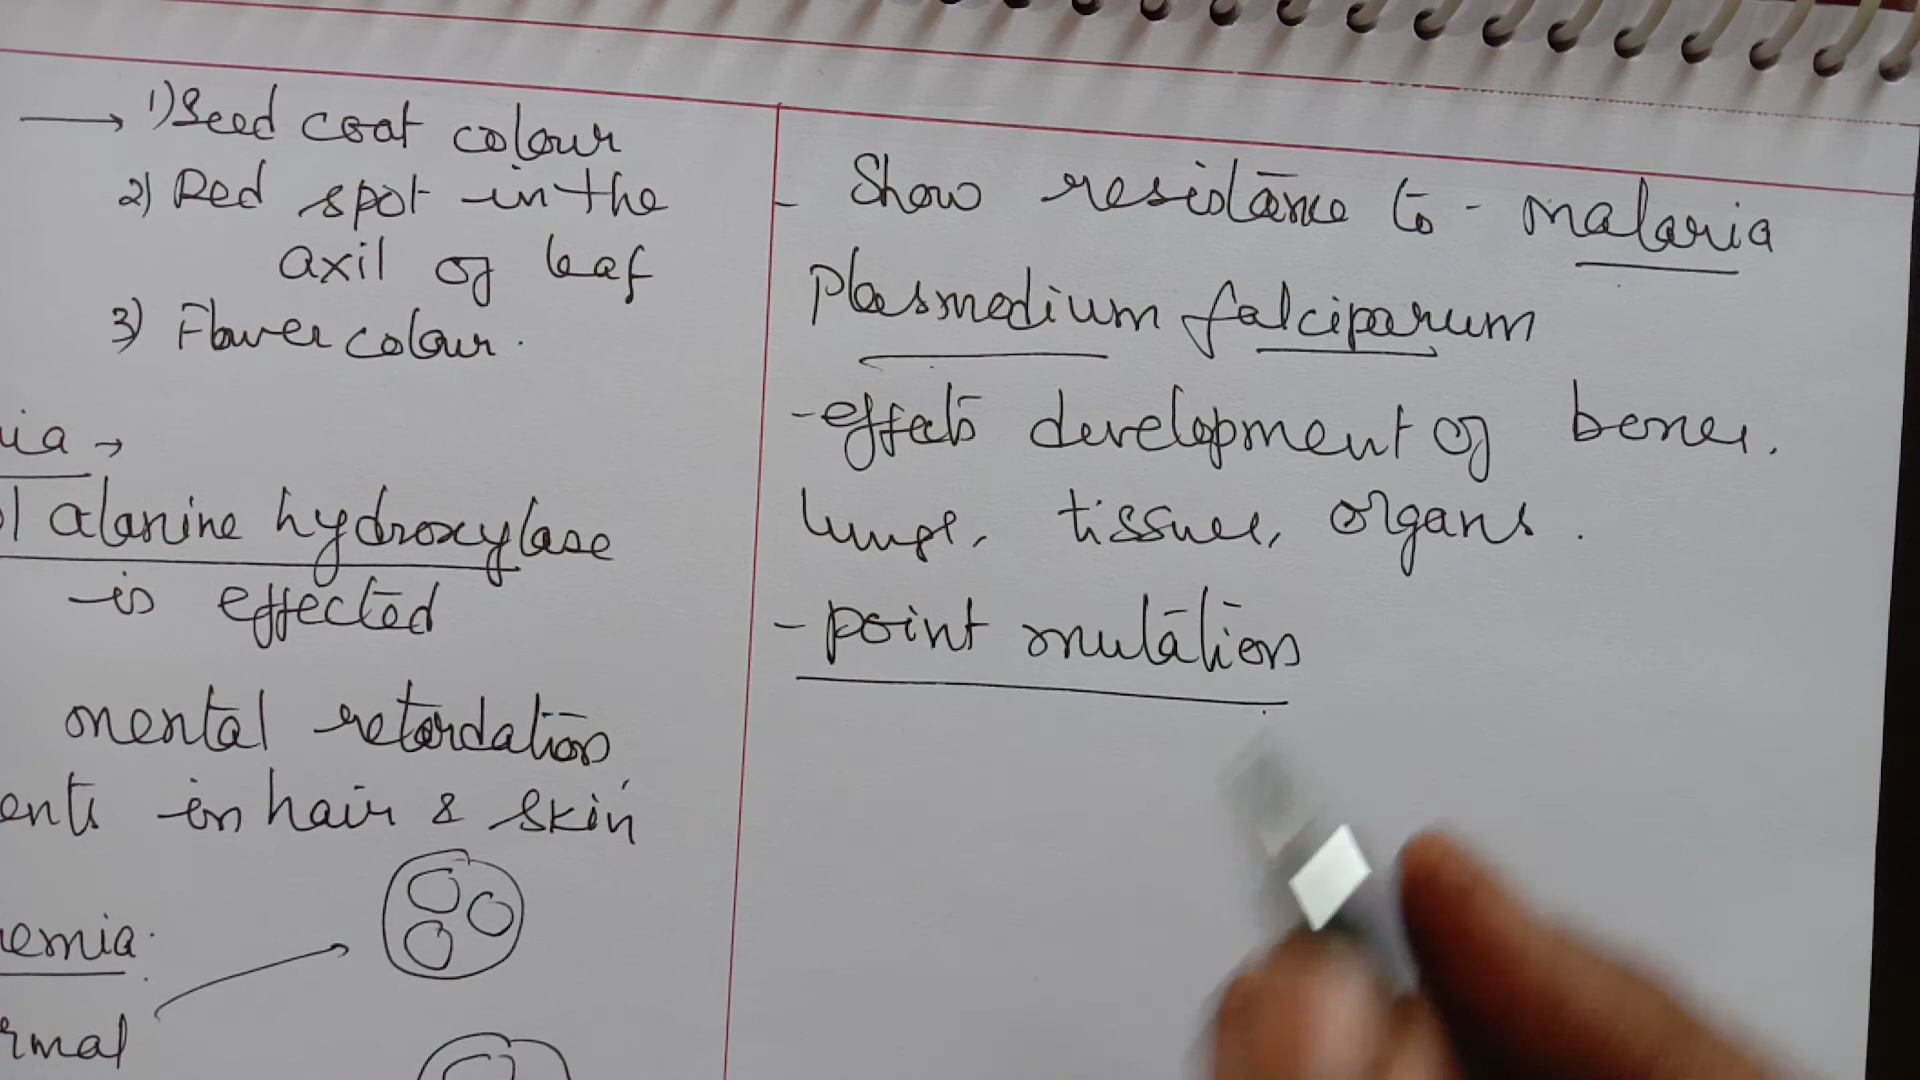 → 1) Seed coat colour
2) Red spot in the
axil of leaf
3) Flower colour.
ia →
alanine hydroxylase
is effected
mental retardation,
ents in hair & skin
emia.
rmal
- Show resistance to - malaria
Plasmedium falciparum
- effects development of bones.
lungs, tissues, organs.
- point mutation